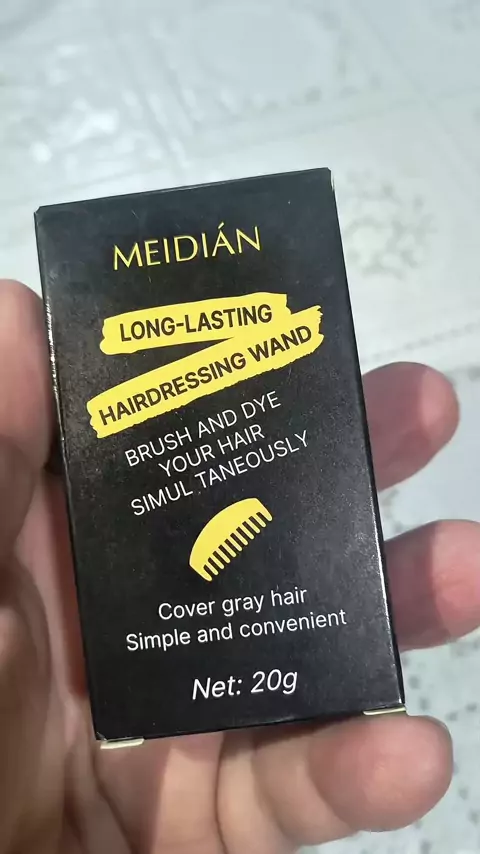 MEIDIÁN
LONG-LASTING
HAIRDRESSING WAND
BRUSH AND DYE
YOUR HAIR
SIMUL TANEOUSLY
Cover gray hair
Simple and convenient
Net: 20g